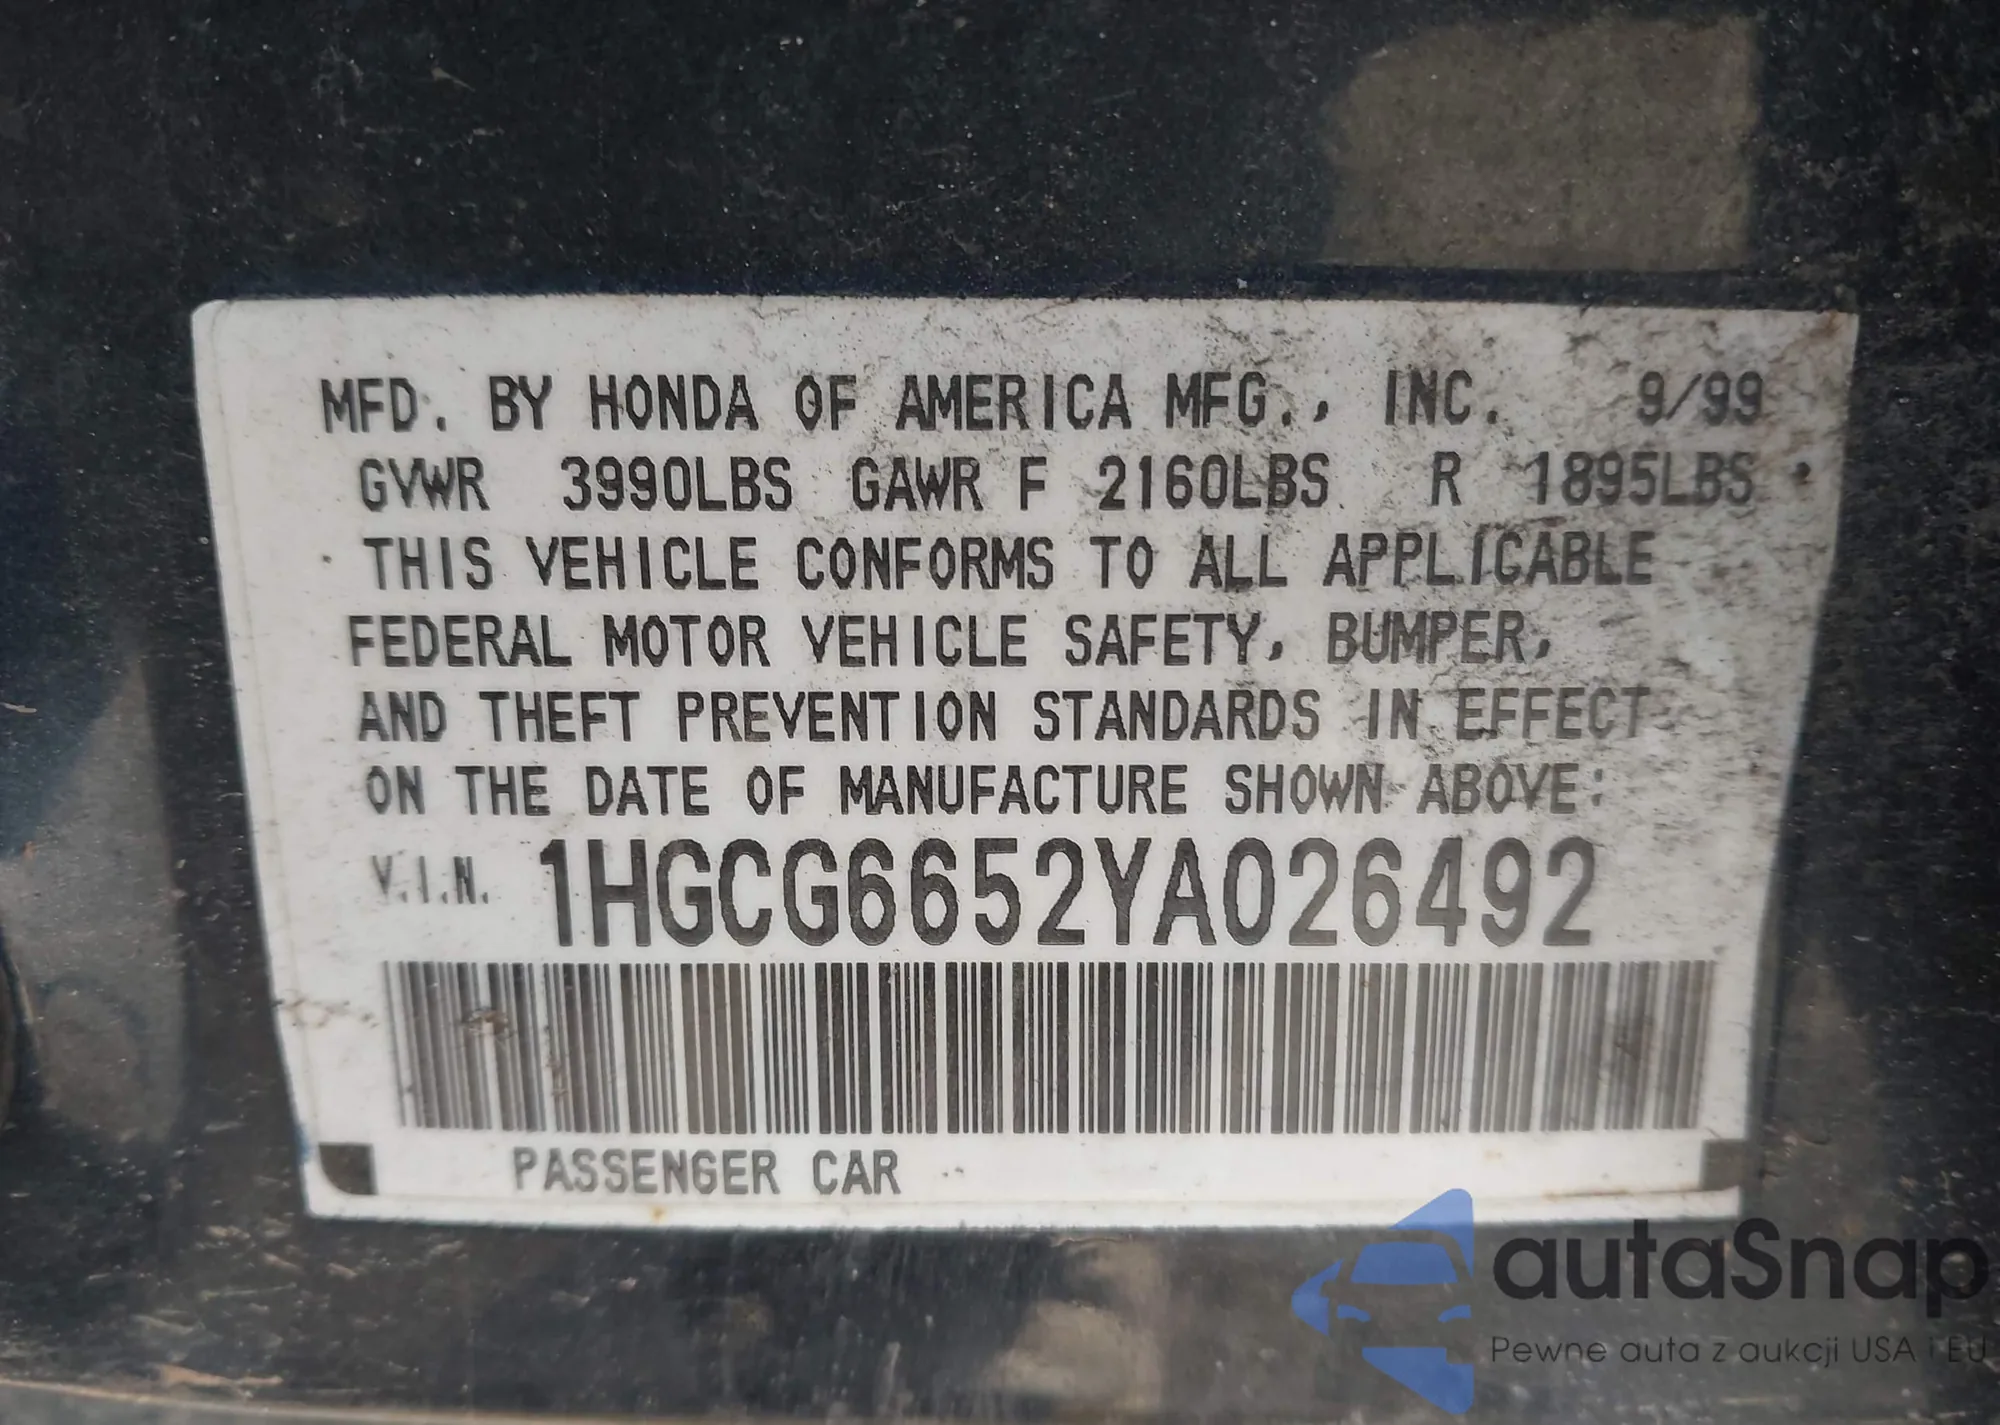 MFD. BY HONDA OF AMERICA MFG., INC. 9/99
GVWR 3990LBS GAWR F 2160LBS R 1895LBS
THIS VEHICLE CONFORMS TO ALL APPLICABLE
FEDERAL MOTOR VEHICLE SAFETY, BUMPER,
AND THEFT PREVENTION STANDARDS IN EFFECT
ON THE DATE OF MANUFACTURE SHOWN ABOVE:
V.I.N. 1HGCG6652YA026492
PASSENGER CAR
autaSnap
Pewne auta z aukcji USA i EU